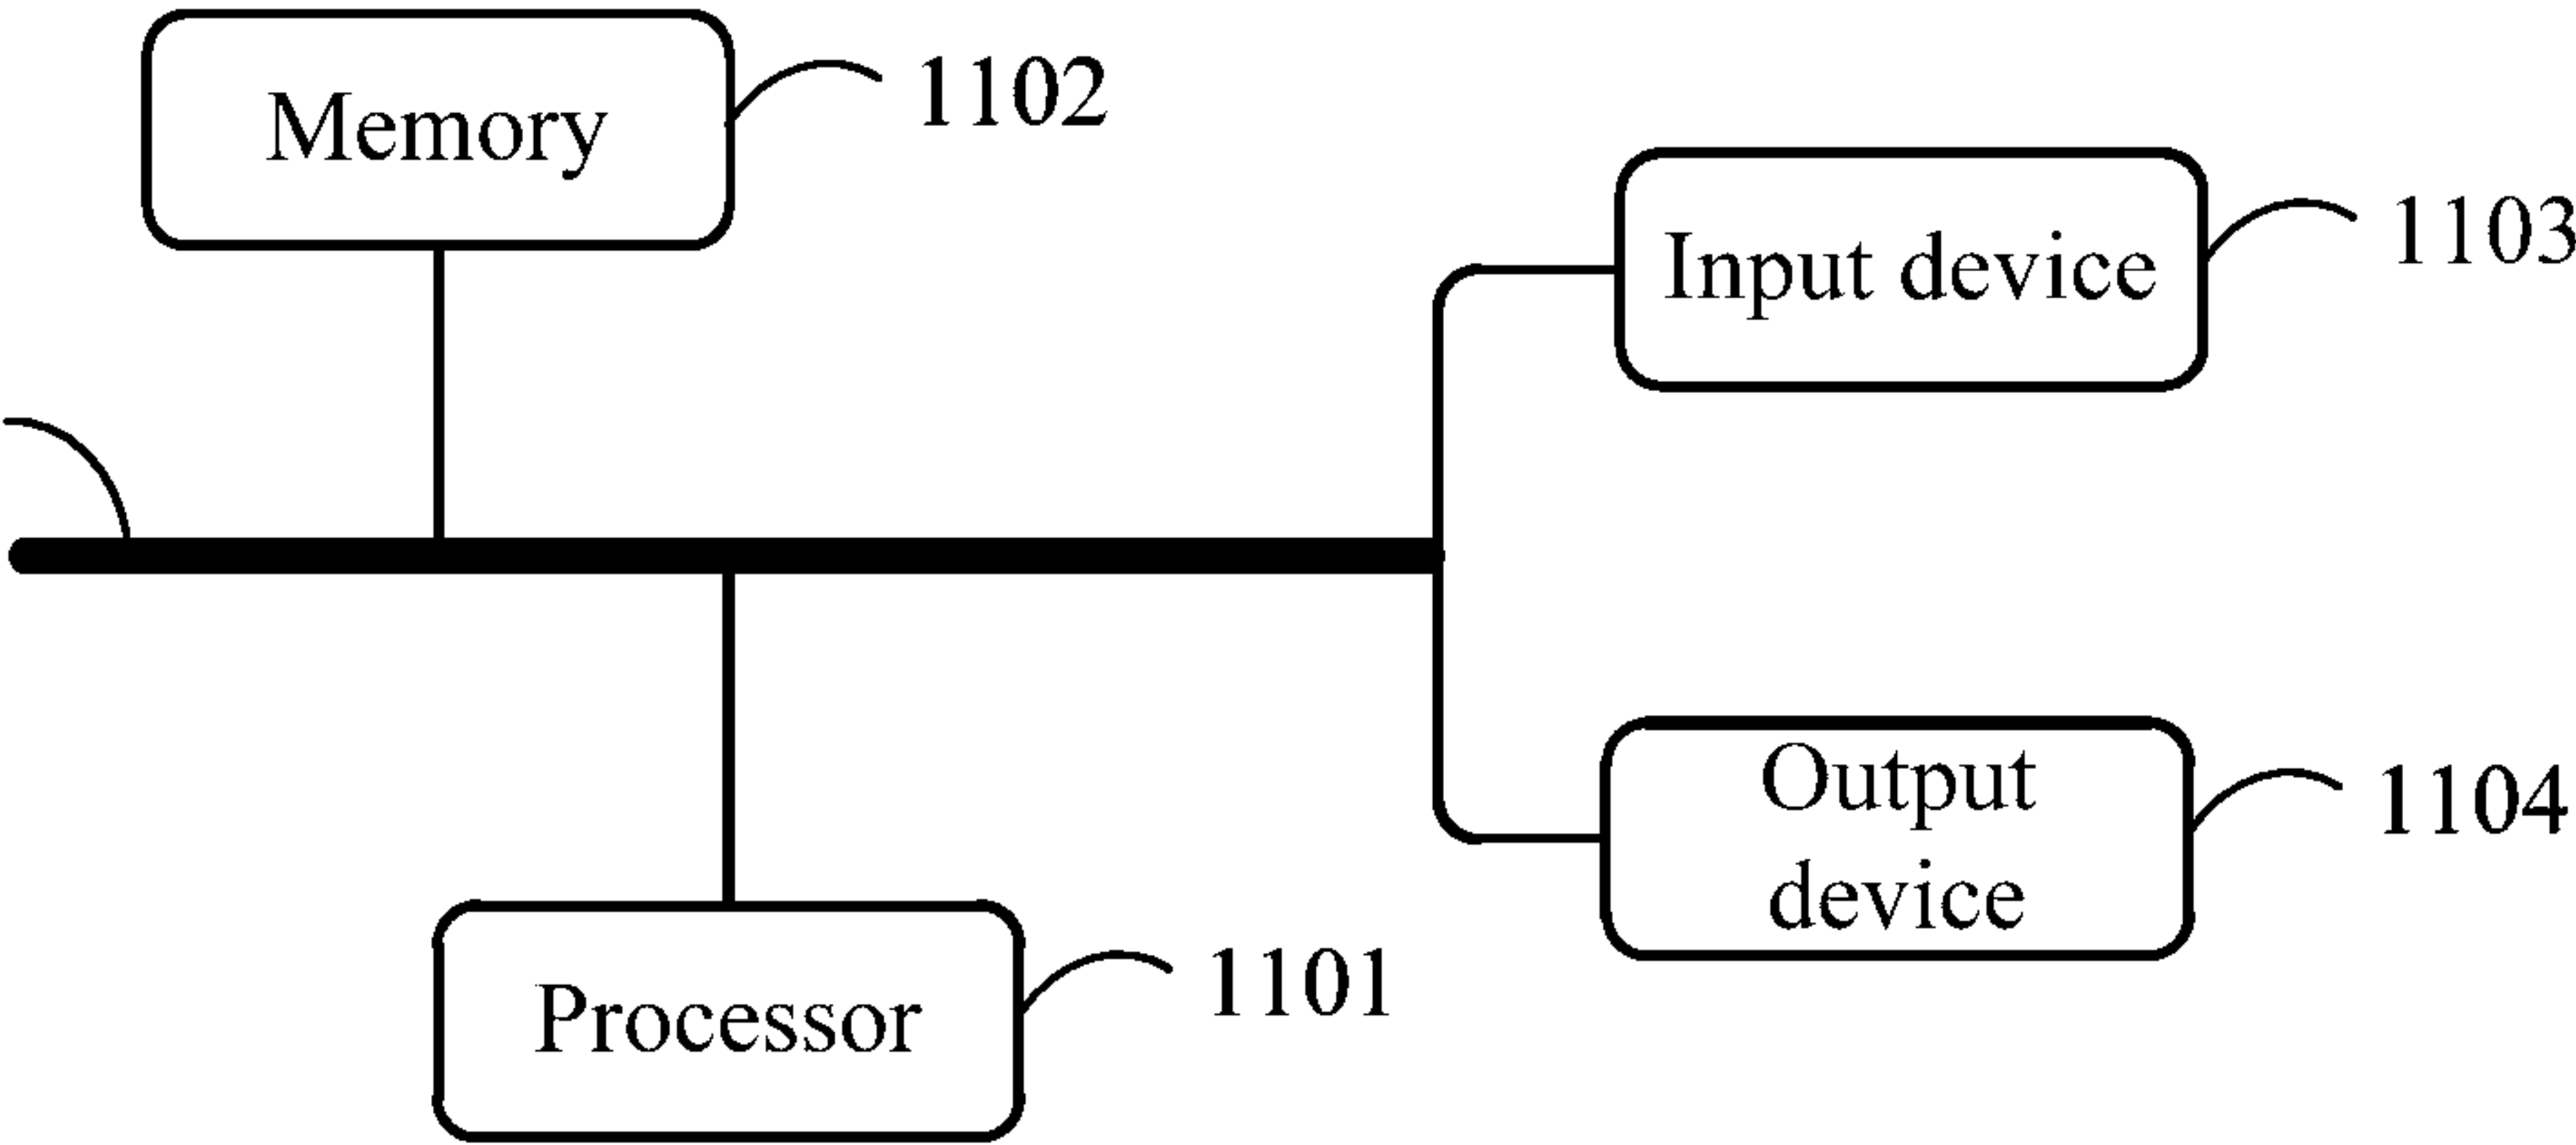 Memory
1102
Input device
1103
Output
device
1104
Processor
1101